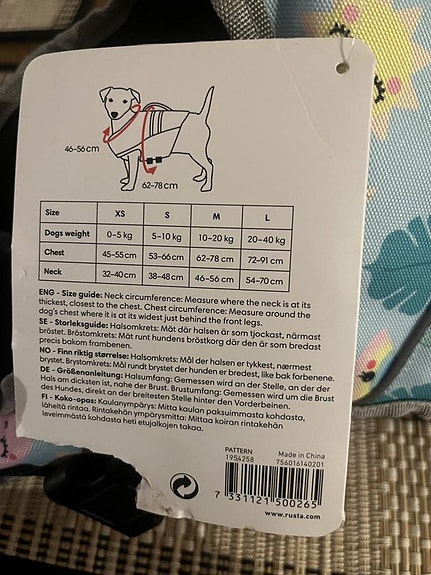 46-56 cm
62-78 cm
Size XS S M L
Dogs weight 0-5 kg 5-10 kg 10-20 kg 20-40 kg
Chest 45-55 cm 53-66 cm 62-78 cm 72-91 cm
Neck 32-40 cm 38-48 cm 46-56 cm 54-70 cm
ENG - Size guide: Neck circumference: Measure where the neck is at its
thickest, closest to the chest. Chest circumference: Measure around the
dog's chest where it is at its widest just behind the front legs.
SE - Storleksguide: Halsomkrets: Mät där halsen är som tjockast, närmast
bröstet. Bröstomkrets: Mät runt hundens bröstkorg där den är som bredast
precis bakom frambenen.
NO - Finn riktig størrelse: Halsomkrets: Mål der halsen er tykkest, nærmest
brystet. Brystomkrets: Mål rundt brystet der hunden er bredest, like bak forbenene.
DE - Größenonleitung: Halsumfang: Gemessen wird an der Stelle, an der der
Hals am dicksten ist, nahe der Brust. Brustumfang: Gemessen wird um die Brust
des Hundes, direkt an der breitesten Stelle hinter den Vorderbeinen.
FI - Koko-opas: Kaulanympärys: Mitta kaulan paksuimmasta kohdasta,
läheltä rintaa. Rintakehän ympärysmitta: Mittaa koiran rintakehän
leveimmästä kohdasta heti etujalkojen takaa.
PATTERN Made in China
1954258 756016140201
7 331121 500265
www.rusta.com